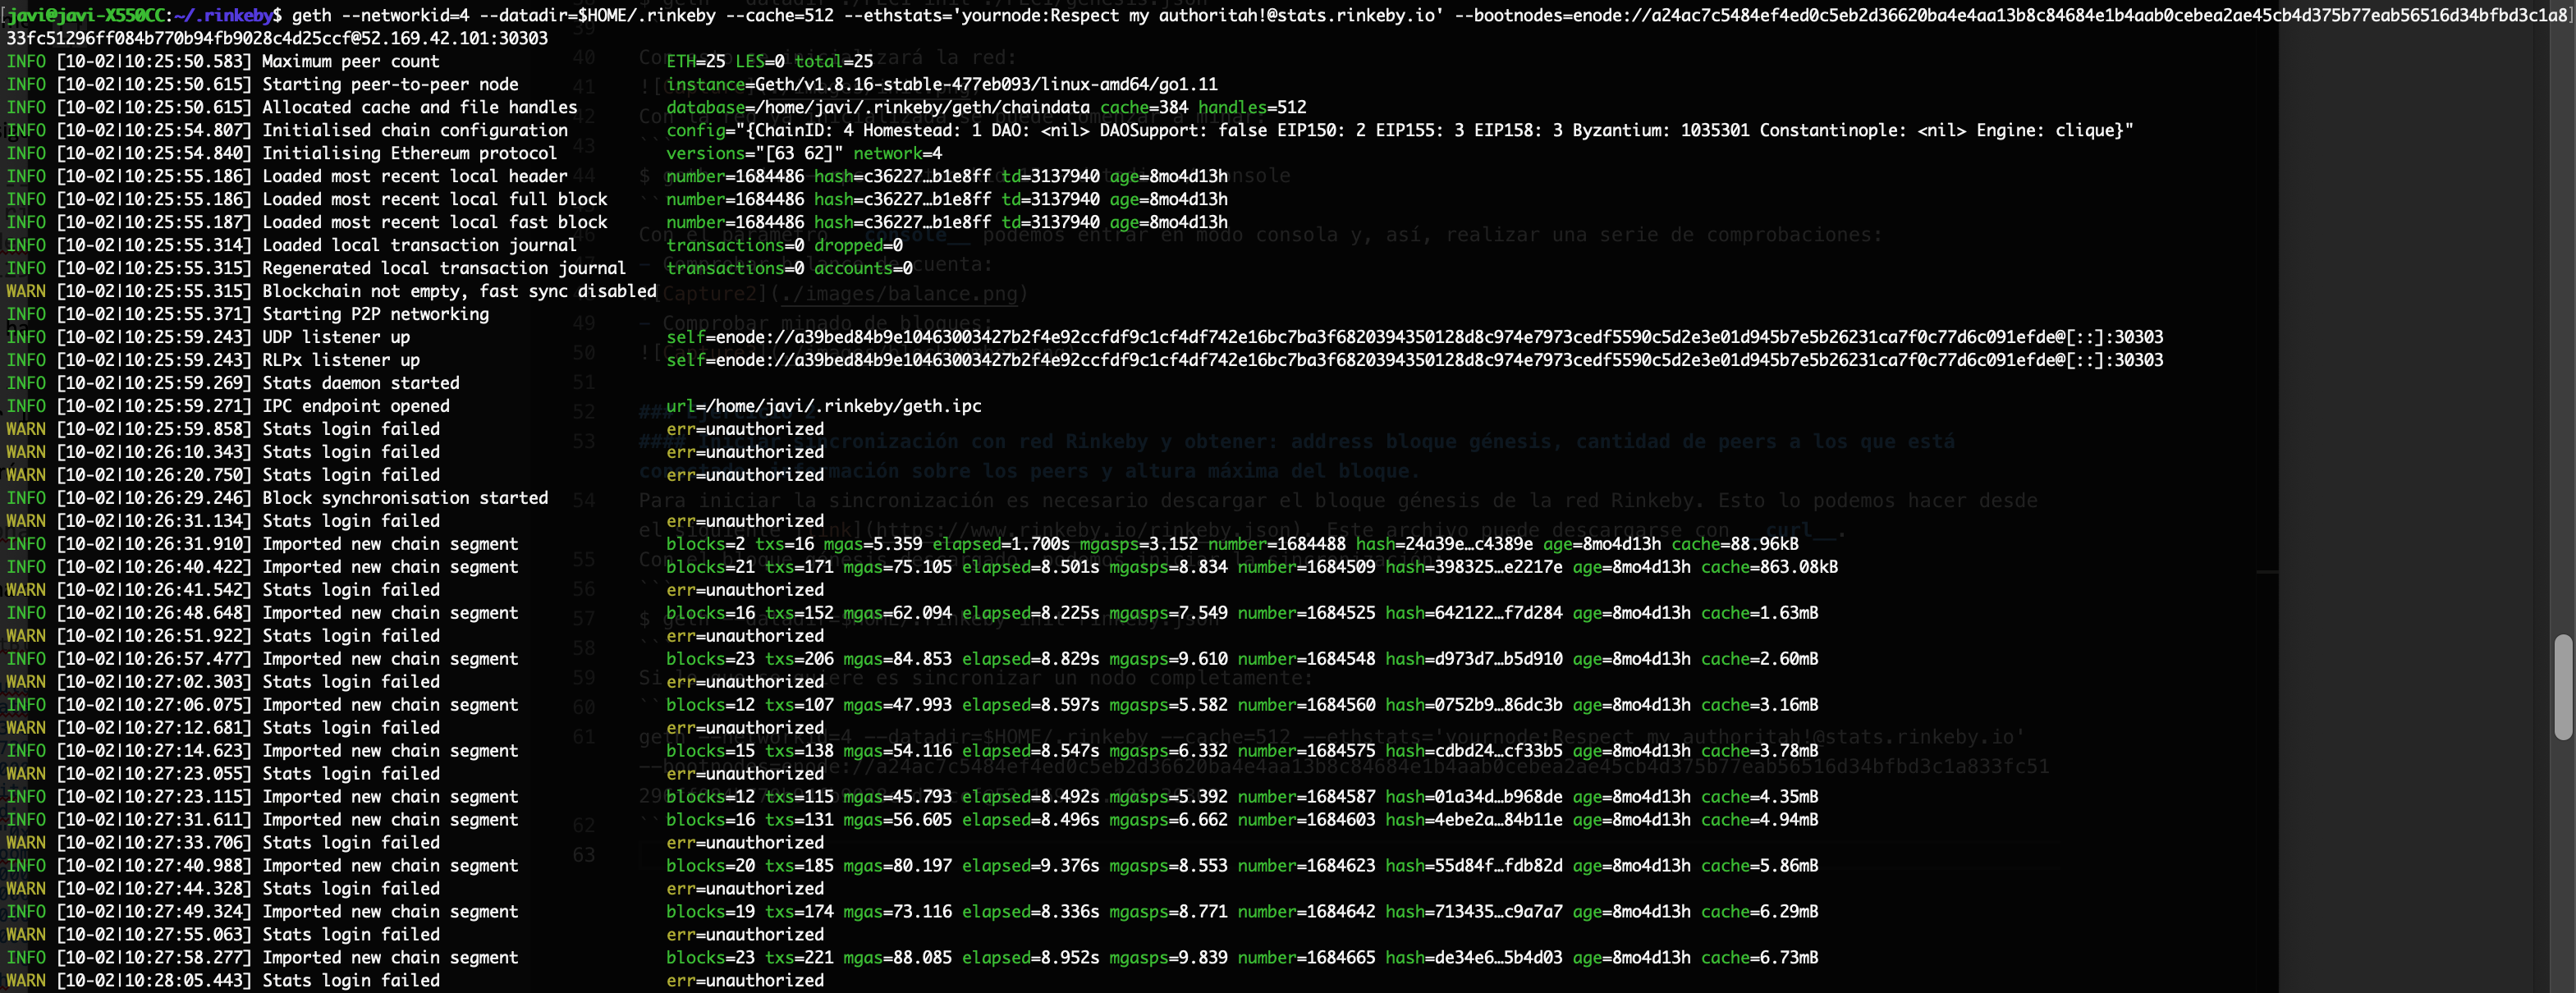 [javi@javi-X550CC:~/.rinkeby$ geth --networkid=4 --datadir=$HOME/.rinkeby --cache=512 --ethstats='yournode:Respect my authoritah!@stats.rinkeby.io' --bootnodes=enode://a24ac7c5484ef4ed0c5eb2d36620ba4e4aa13b8c84684e1b4aab0cebea2ae45cb4d375b77eab56516d34bfbd3c1a8]
33fc51296ff084b770b94fb9028c4d25ccf@52.169.42.101:30303
INFO [10-02|10:25:50.583] Maximum peer count ETH=25 LES=0 total=25
INFO [10-02|10:25:50.615] Starting peer-to-peer node instance=Geth/v1.8.16-stable-477eb093/linux-amd64/go1.11
INFO [10-02|10:25:50.615] Allocated cache and file handles database=/home/javi/.rinkeby/geth/chaindata cache=384 handles=512
INFO [10-02|10:25:54.807] Initialised chain configuration config="{ChainID: 4 Homestead: 1 DAO: <nil> DAOSupport: false EIP150: 2 EIP155: 3 EIP158: 3 Byzantium: 1035301 Constantinople: <nil> Engine: clique}"
INFO [10-02|10:25:54.840] Initialising Ethereum protocol versions="[63 62]" network=4
INFO [10-02|10:25:55.186] Loaded most recent local header number=1684486 hash=c36227…b1e8ff td=3137940 age=8mo4d13h
INFO [10-02|10:25:55.186] Loaded most recent local full block number=1684486 hash=c36227…b1e8ff td=3137940 age=8mo4d13h
INFO [10-02|10:25:55.187] Loaded most recent local fast block number=1684486 hash=c36227…b1e8ff td=3137940 age=8mo4d13h
INFO [10-02|10:25:55.314] Loaded local transaction journal transactions=0 dropped=0
INFO [10-02|10:25:55.315] Regenerated local transaction journal transactions=0 accounts=0
WARN [10-02|10:25:55.315] Blockchain not empty, fast sync disabled
INFO [10-02|10:25:55.371] Starting P2P networking
INFO [10-02|10:25:59.243] UDP listener up self=enode://a39bed84b9e10463003427b2f4e92ccfdf9c1cf4df742e16bc7ba3f6820394350128d8c974e7973cedf5590c5d2e3e01d945b7e5b26231ca7f0c77d6c091efde@[::]:30303
INFO [10-02|10:25:59.243] RLPx listener up self=enode://a39bed84b9e10463003427b2f4e92ccfdf9c1cf4df742e16bc7ba3f6820394350128d8c974e7973cedf5590c5d2e3e01d945b7e5b26231ca7f0c77d6c091efde@[::]:30303
INFO [10-02|10:25:59.269] Stats daemon started
INFO [10-02|10:25:59.271] IPC endpoint opened url=/home/javi/.rinkeby/geth.ipc
WARN [10-02|10:25:59.858] Stats login failed err=unauthorized
WARN [10-02|10:26:10.343] Stats login failed err=unauthorized
WARN [10-02|10:26:20.750] Stats login failed err=unauthorized
INFO [10-02|10:26:29.246] Block synchronisation started
WARN [10-02|10:26:31.134] Stats login failed err=unauthorized
INFO [10-02|10:26:31.910] Imported new chain segment blocks=2 txs=16 mgas=5.359 elapsed=1.700s mgasps=3.152 number=1684488 hash=24a39e…c4389e age=8mo4d13h cache=88.96kB
INFO [10-02|10:26:40.422] Imported new chain segment blocks=21 txs=171 mgas=75.105 elapsed=8.501s mgasps=8.834 number=1684509 hash=398325…e2217e age=8mo4d13h cache=863.08kB
WARN [10-02|10:26:41.542] Stats login failed err=unauthorized
INFO [10-02|10:26:48.648] Imported new chain segment blocks=16 txs=152 mgas=62.094 elapsed=8.225s mgasps=7.549 number=1684525 hash=642122…f7d284 age=8mo4d13h cache=1.63mB
WARN [10-02|10:26:51.922] Stats login failed err=unauthorized
INFO [10-02|10:26:57.477] Imported new chain segment blocks=23 txs=206 mgas=84.853 elapsed=8.829s mgasps=9.610 number=1684548 hash=d973d7…b5d910 age=8mo4d13h cache=2.60mB
WARN [10-02|10:27:02.303] Stats login failed err=unauthorized
INFO [10-02|10:27:06.075] Imported new chain segment blocks=12 txs=107 mgas=47.993 elapsed=8.597s mgasps=5.582 number=1684560 hash=0752b9…86dc3b age=8mo4d13h cache=3.16mB
WARN [10-02|10:27:12.681] Stats login failed err=unauthorized
INFO [10-02|10:27:14.623] Imported new chain segment blocks=15 txs=138 mgas=54.116 elapsed=8.547s mgasps=6.332 number=1684575 hash=cdbd24…cf33b5 age=8mo4d13h cache=3.78mB
WARN [10-02|10:27:23.055] Stats login failed err=unauthorized
INFO [10-02|10:27:23.115] Imported new chain segment blocks=12 txs=115 mgas=45.793 elapsed=8.492s mgasps=5.392 number=1684587 hash=01a34d…b968de age=8mo4d13h cache=4.35mB
INFO [10-02|10:27:31.611] Imported new chain segment blocks=16 txs=131 mgas=56.605 elapsed=8.496s mgasps=6.662 number=1684603 hash=4ebe2a…84b11e age=8mo4d13h cache=4.94mB
WARN [10-02|10:27:33.706] Stats login failed err=unauthorized
INFO [10-02|10:27:40.988] Imported new chain segment blocks=20 txs=185 mgas=80.197 elapsed=9.376s mgasps=8.553 number=1684623 hash=55d84f…fdb82d age=8mo4d13h cache=5.86mB
WARN [10-02|10:27:44.328] Stats login failed err=unauthorized
INFO [10-02|10:27:49.324] Imported new chain segment blocks=19 txs=174 mgas=73.116 elapsed=8.336s mgasps=8.771 number=1684642 hash=713435…c9a7a7 age=8mo4d13h cache=6.29mB
WARN [10-02|10:27:55.063] Stats login failed err=unauthorized
INFO [10-02|10:27:58.277] Imported new chain segment blocks=23 txs=221 mgas=88.085 elapsed=8.952s mgasps=9.839 number=1684665 hash=de34e6…5b4d03 age=8mo4d13h cache=6.73mB
WARN [10-02|10:28:05.443] Stats login failed err=unauthorized